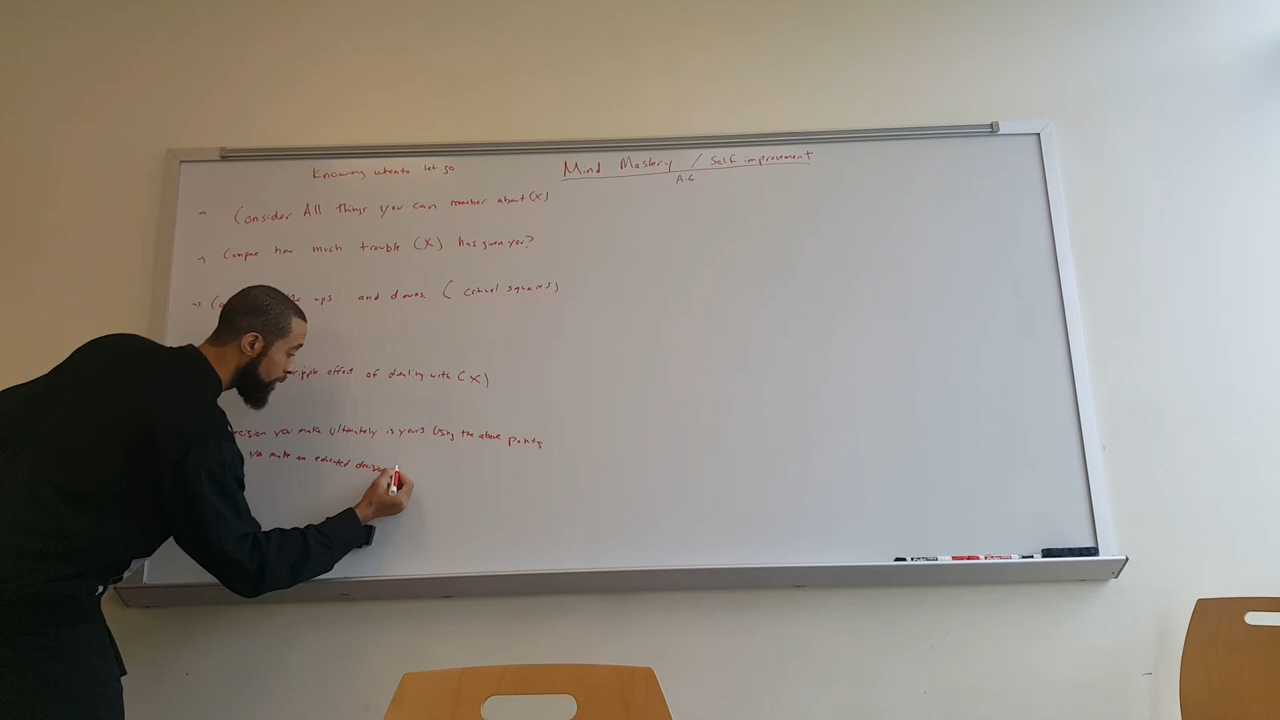 Knowing when to let go
Mind Mastery / Self improvement
A.G
Consider All things you can remember about (X)
Compare how much trouble (X) has given you?
ups and downs (critical squares)
ripple effect of dealing with (X)
decision you make ultimately is yours Using the above points
you make an educated decision